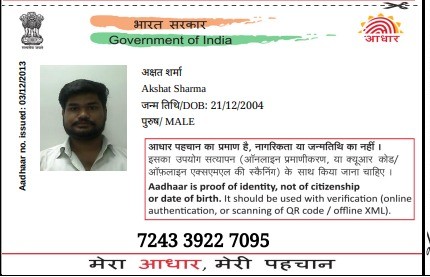 भारत सरकार
Government of India
आधार
Aadhaar no. issued: 03/12/2013
अक्षत शर्मा
Akshat Sharma
जन्म तिथि/DOB: 21/12/2004
पुरुष/ MALE
आधार पहचान का प्रमाण है, नागरिकता या जन्मतिथि का नहीं ।
इसका उपयोग सत्यापन (ऑनलाइन प्रमाणीकरण, या क्यूआर कोड/
ऑफ़लाइन एक्सएमएल की स्कैनिंग) के साथ किया जाना चाहिए ।
Aadhaar is proof of identity, not of citizenship
or date of birth. It should be used with verification (online
authentication, or scanning of QR code / offline XML).
7243 3922 7095
मेरा आधार, मेरी पहचान